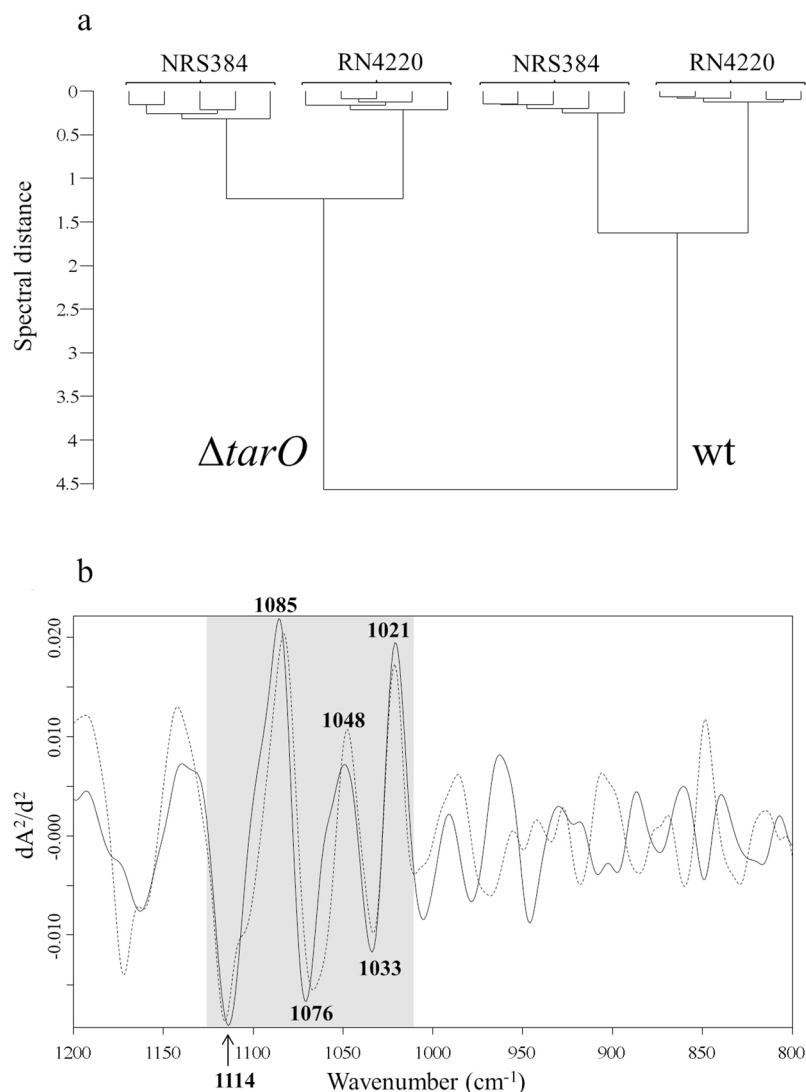 a
NRS384 RN4220 NRS384 RN4220
0
0.5
1
1.5
2
2.5
3
3.5
4
4.5
Spectral distance
ΔtarO wt
b
1085
1021
1048
1033
1076
1114
0.020
0.010
-0.000
-0.010
dA²/d²
1200 1150 1100 1050 1000 950 900 850 800
Wavenumber (cm⁻¹)